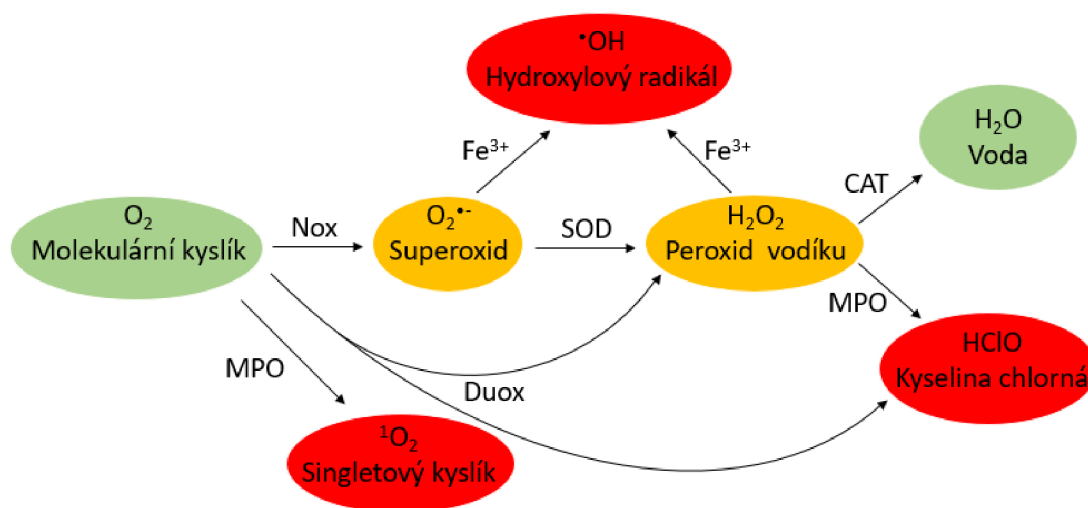 •OH
Hydroxylový radikál
H₂O
Voda
Fe³⁺
Fe³⁺
CAT
O₂
Molekulární kyslík
Nox
O₂•⁻
Superoxid
SOD
H₂O₂
Peroxid vodíku
MPO
HClO
Kyselina chlorná
MPO
Duox
¹O₂
Singletový kyslík